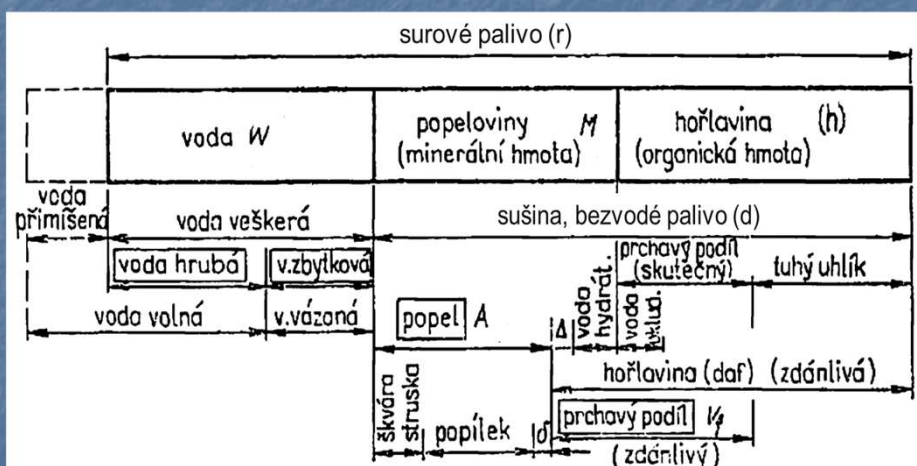 surové palivo (r)
voda W
popeloviny M
(minerální hmota)
hořlavina (h)
(organická hmota)
voda
přimíšená
voda veškerá
sušina, bezvodé palivo (d)
voda hrubá
v.zbytková
prchavý podíl
(skutečný)
tuhý uhlík
voda volná
v.vázaná
popel A
Δ
voda
hydrát.
voda
hořlavina (daf) (zdánlivá)
škvára
struska
popílek
δ
prchavý podíl
(zdánlivý)